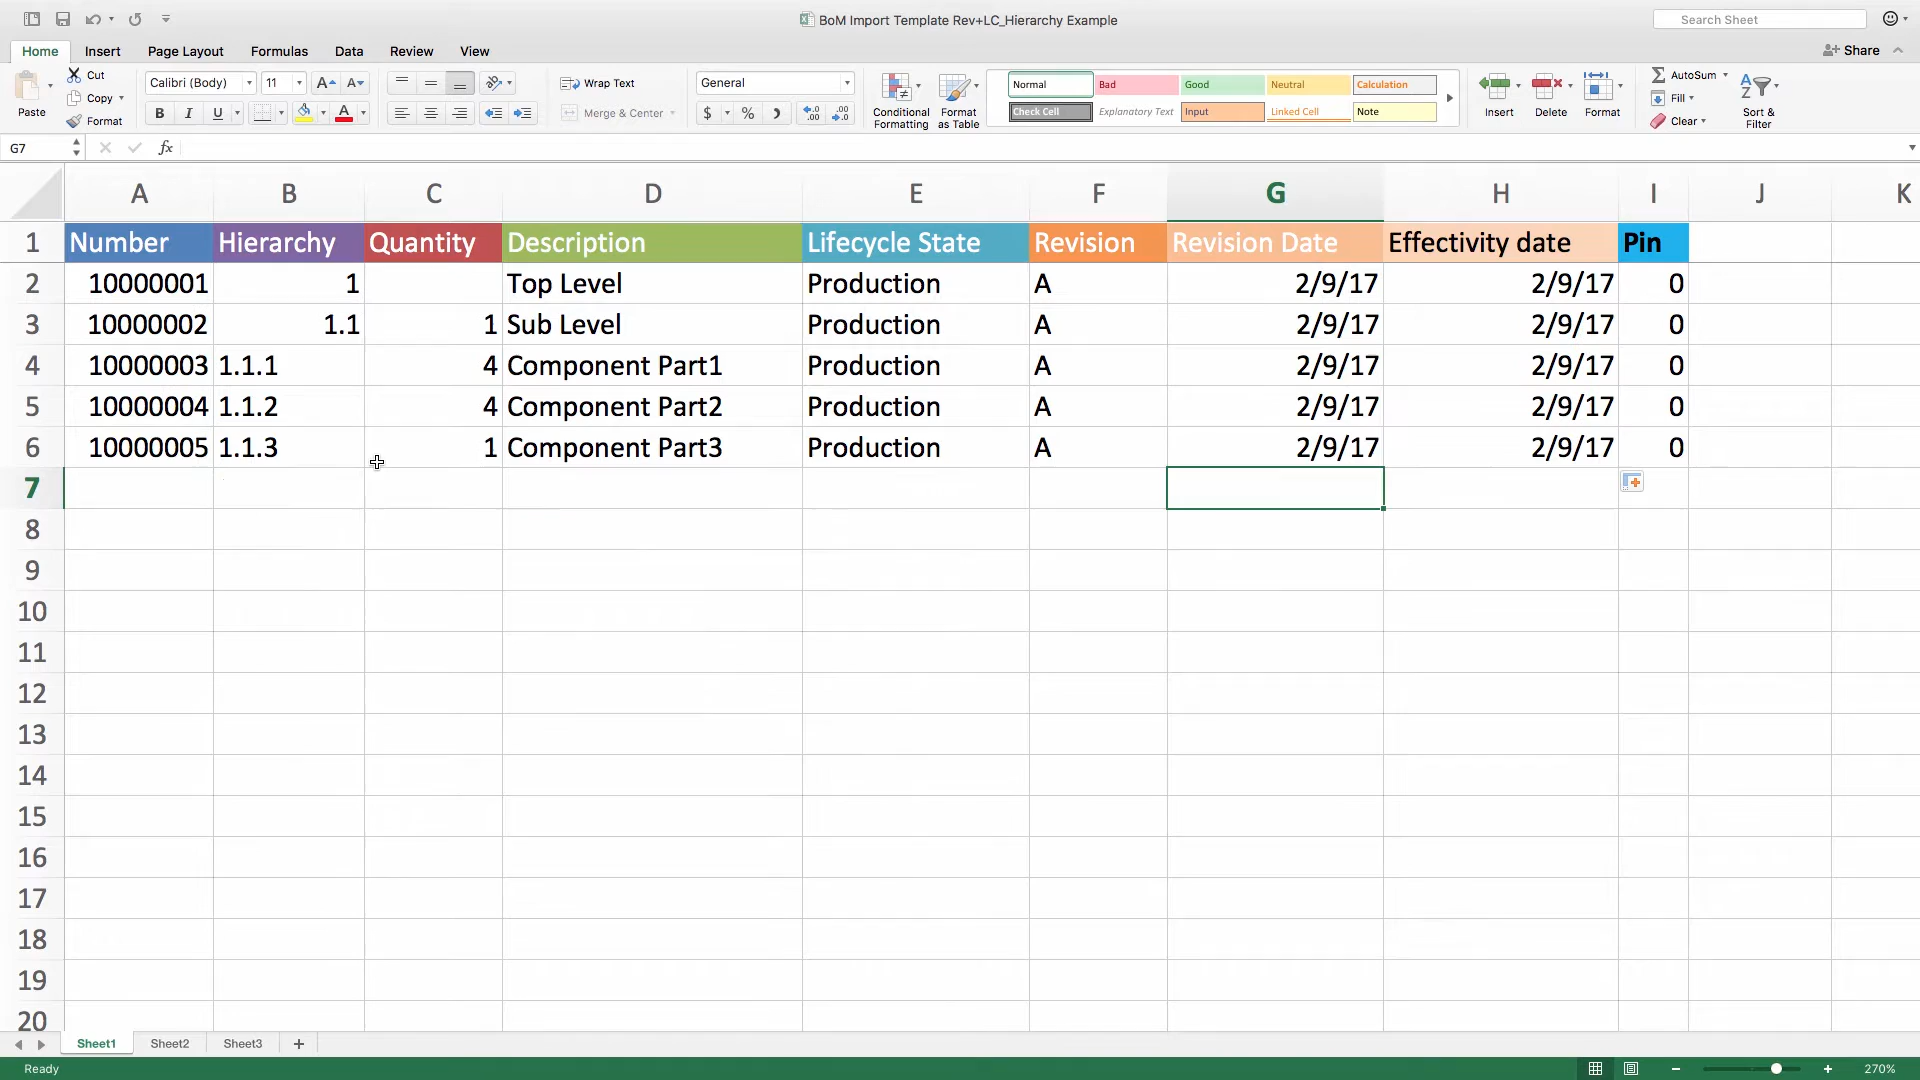 BoM Import Template Rev+LC_Hierarchy Example
Search Sheet
Home Insert Page Layout Formulas Data Review View
Share
Paste
Cut
Copy
Format
Calibri (Body) 11
A A
B I U A
Wrap Text
Merge & Center
General
$ % .0 .00 .00 .0
Conditional Formatting
Format as Table
Normal Bad Good Neutral Calculation
Check Cell Explanatory Text Input Linked Cell Note
Insert Delete Format
AutoSum
Fill
Clear
Sort & Filter
G7 fx
A B C D E F G H I J K
1 Number Hierarchy Quantity Description Lifecycle State Revision Revision Date Effectivity date Pin
2 10000001 1 Top Level Production A 2/9/17 2/9/17 0
3 10000002 1.1 1 Sub Level Production A 2/9/17 2/9/17 0
4 10000003 1.1.1 4 Component Part1 Production A 2/9/17 2/9/17 0
5 10000004 1.1.2 4 Component Part2 Production A 2/9/17 2/9/17 0
6 10000005 1.1.3 1 Component Part3 Production A 2/9/17 2/9/17 0
7
8
9
10
11
12
13
14
15
16
17
18
19
20
Sheet1 Sheet2 Sheet3 +
Ready
270%